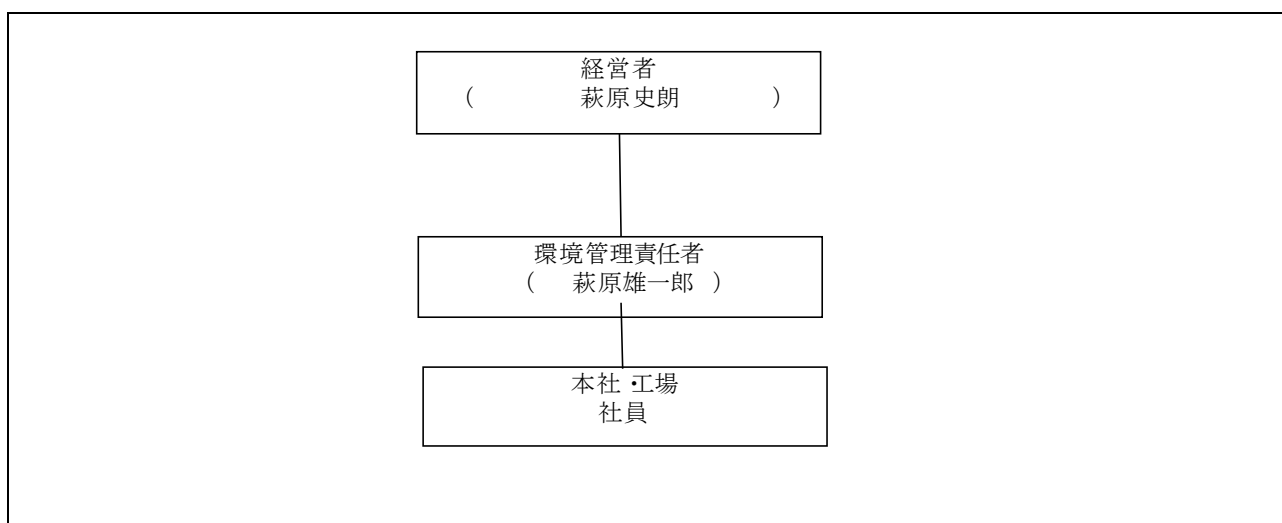 経営者
(　萩原史朗　)
環境管理責任者
(　萩原雄一郎　)
本社・工場
社員